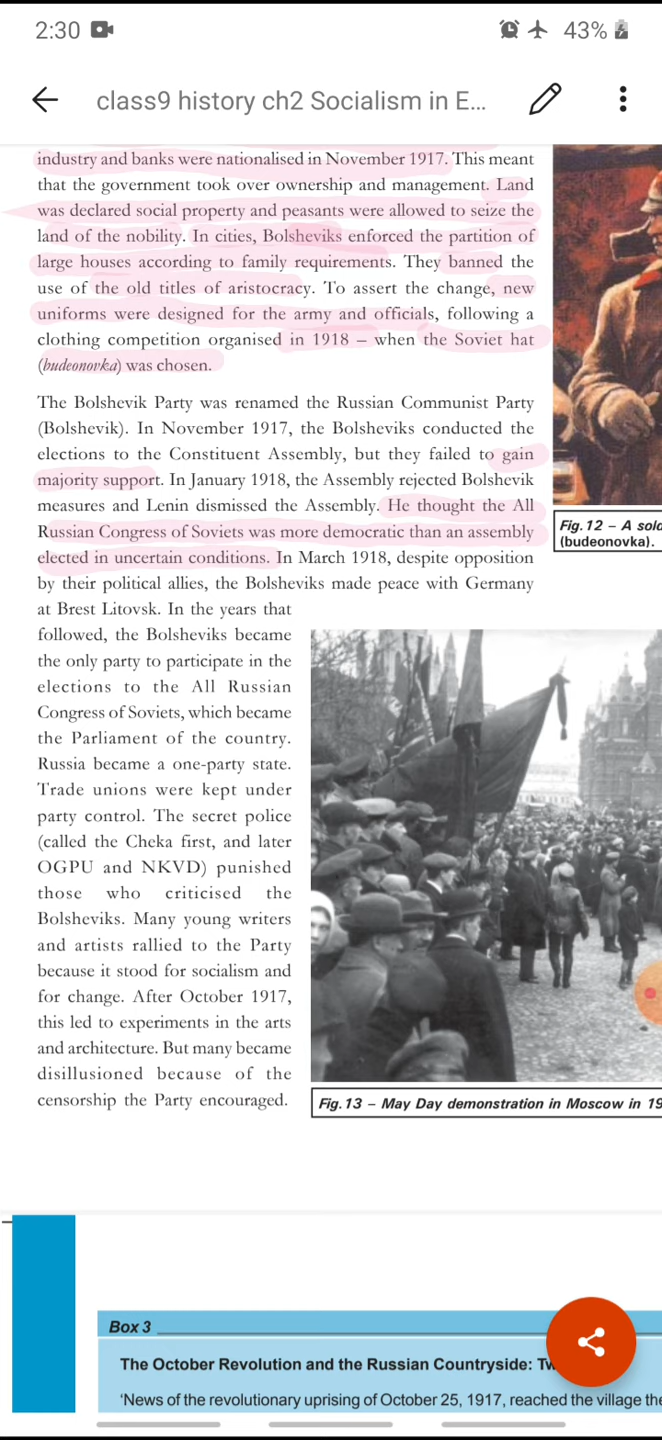 2:30
43%
class9 history ch2 Socialism in E...
industry and banks were nationalised in November 1917. This meant
that the government took over ownership and management. Land
was declared social property and peasants were allowed to seize the
land of the nobility. In cities, Bolsheviks enforced the partition of
large houses according to family requirements. They banned the
use of the old titles of aristocracy. To assert the change, new
uniforms were designed for the army and officials, following a
clothing competition organised in 1918 – when the Soviet hat
(budeonovka) was chosen.
The Bolshevik Party was renamed the Russian Communist Party
(Bolshevik). In November 1917, the Bolsheviks conducted the
elections to the Constituent Assembly, but they failed to gain
majority support. In January 1918, the Assembly rejected Bolshevik
measures and Lenin dismissed the Assembly. He thought the All
Russian Congress of Soviets was more democratic than an assembly
elected in uncertain conditions. In March 1918, despite opposition
by their political allies, the Bolsheviks made peace with Germany
at Brest Litovsk. In the years that
followed, the Bolsheviks became
the only party to participate in the
elections to the All Russian
Congress of Soviets, which became
the Parliament of the country.
Russia became a one-party state.
Trade unions were kept under
party control. The secret police
(called the Cheka first, and later
OGPU and NKVD) punished
those who criticised the
Bolsheviks. Many young writers
and artists rallied to the Party
because it stood for socialism and
for change. After October 1917,
this led to experiments in the arts
and architecture. But many became
disillusioned because of the
censorship the Party encouraged.
Fig.12 – A sold
(budeonovka).
Fig.13 – May Day demonstration in Moscow in 19
Box 3
The October Revolution and the Russian Countryside:
‘News of the revolutionary uprising of October 25, 1917, reached the village the